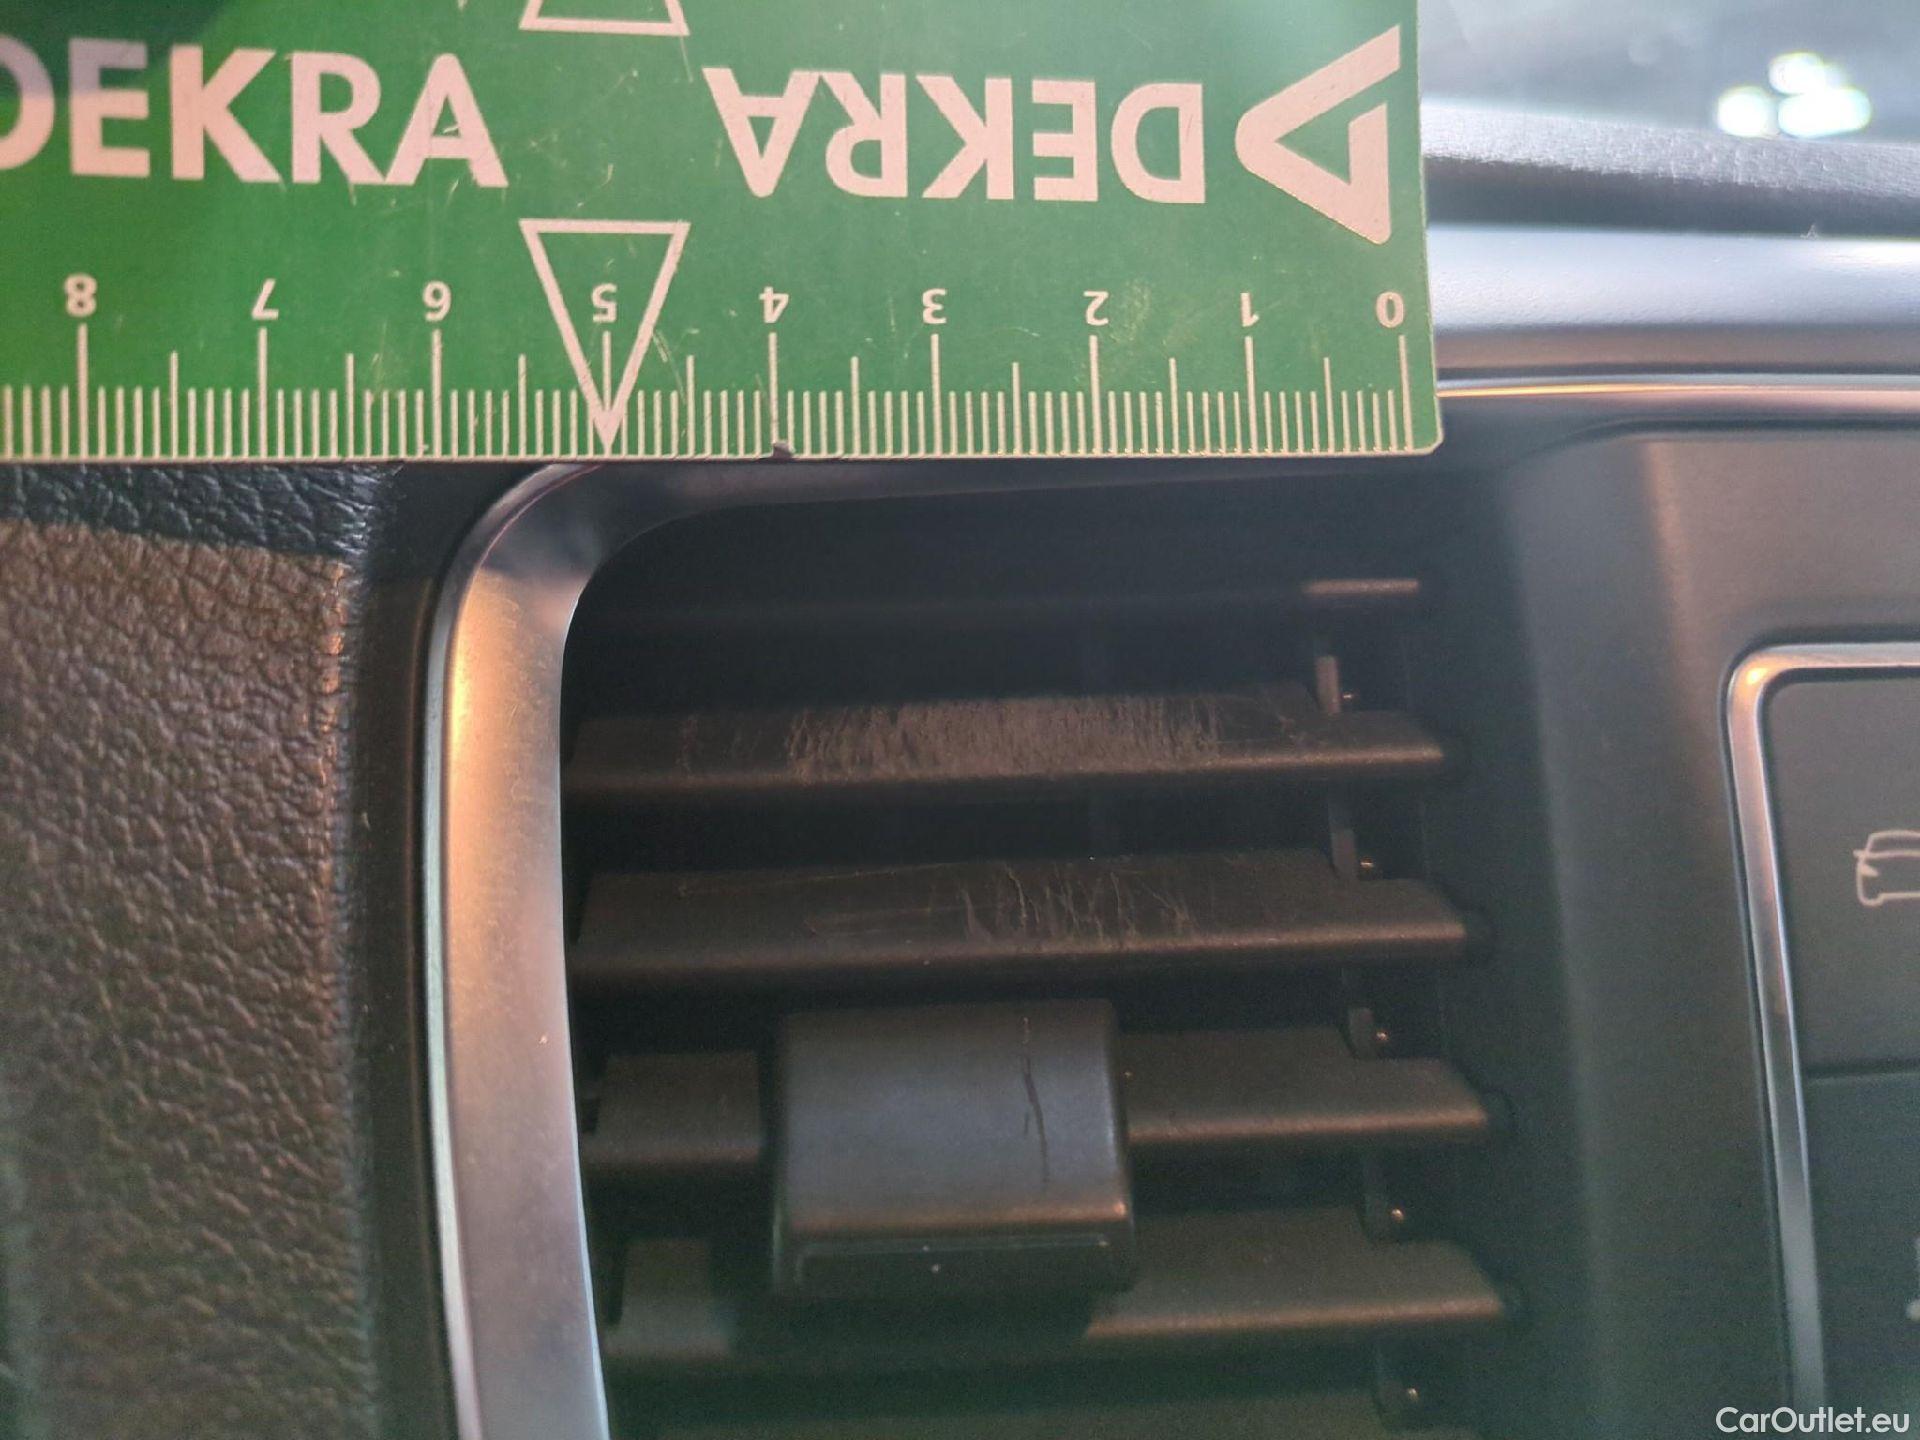 DEKRA
DEKRA
8 7 6 5 4 3 2 1 0
CarOutlet.eu